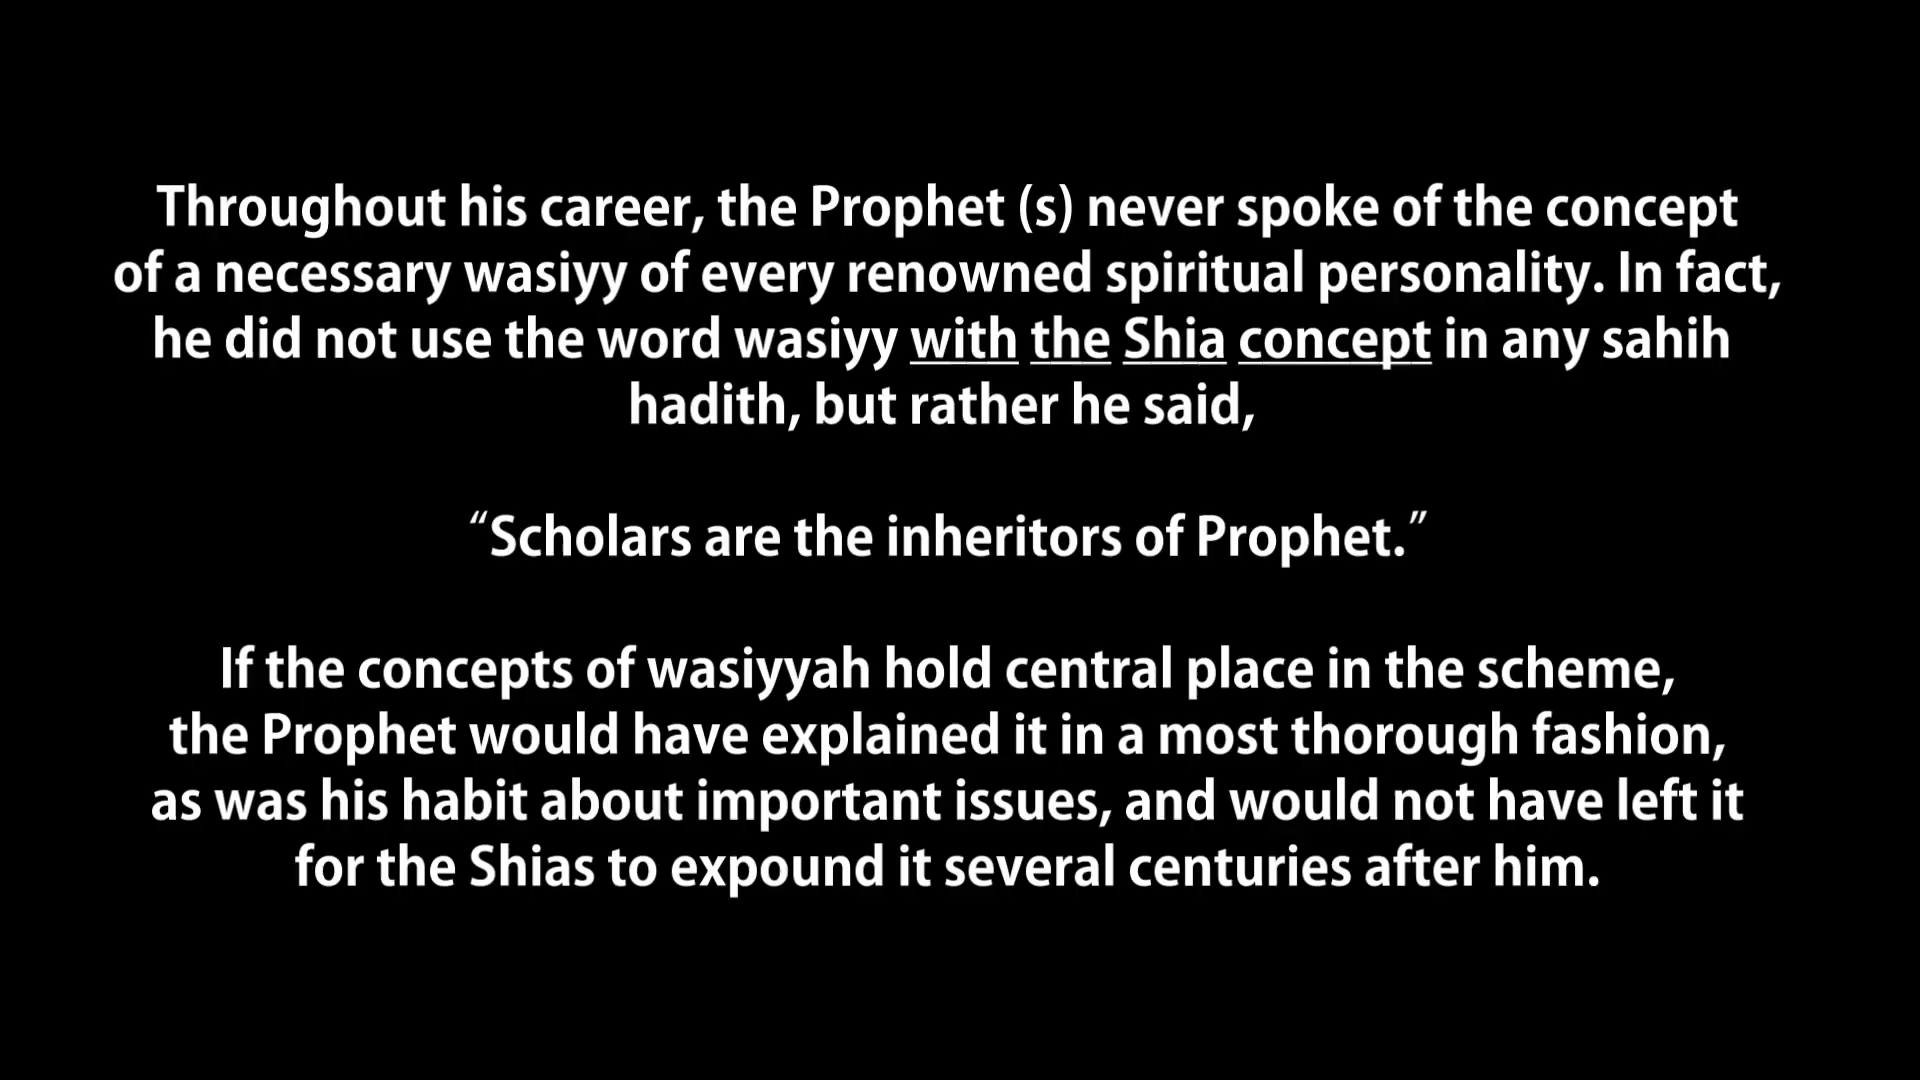 Throughout his career, the Prophet (s) never spoke of the concept
of a necessary wasiyy of every renowned spiritual personality. In fact,
he did not use the word wasiyy with the Shia concept in any sahih
hadith, but rather he said,
“Scholars are the inheritors of Prophet.”
If the concepts of wasiyyah hold central place in the scheme,
the Prophet would have explained it in a most thorough fashion,
as was his habit about important issues, and would not have left it
for the Shias to expound it several centuries after him.